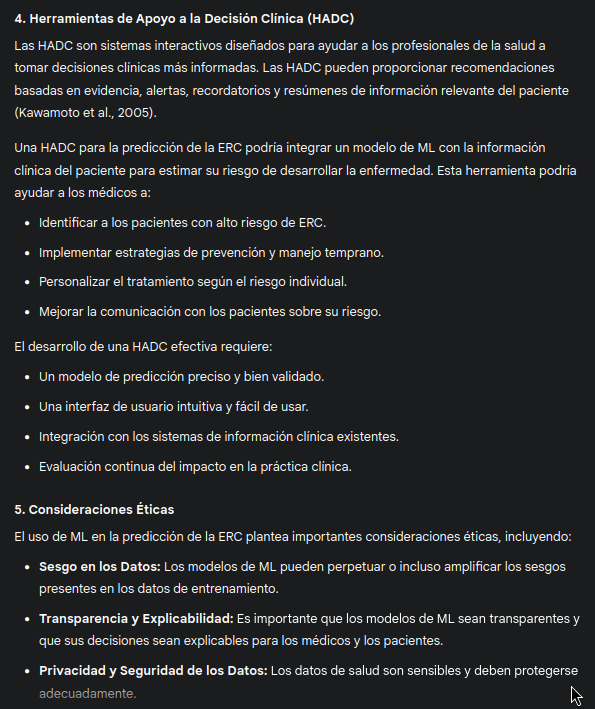 4. Herramientas de Apoyo a la Decisión Clínica (HADC)
Las HADC son sistemas interactivos diseñados para ayudar a los profesionales de la salud a
tomar decisiones clínicas más informadas. Las HADC pueden proporcionar recomendaciones
basadas en evidencia, alertas, recordatorios y resúmenes de información relevante del paciente
(Kawamoto et al., 2005).
Una HADC para la predicción de la ERC podría integrar un modelo de ML con la información
clínica del paciente para estimar su riesgo de desarrollar la enfermedad. Esta herramienta podría
ayudar a los médicos a:
• Identificar a los pacientes con alto riesgo de ERC.
• Implementar estrategias de prevención y manejo temprano.
• Personalizar el tratamiento según el riesgo individual.
• Mejorar la comunicación con los pacientes sobre su riesgo.
El desarrollo de una HADC efectiva requiere:
• Un modelo de predicción preciso y bien validado.
• Una interfaz de usuario intuitiva y fácil de usar.
• Integración con los sistemas de información clínica existentes.
• Evaluación continua del impacto en la práctica clínica.
5. Consideraciones Éticas
El uso de ML en la predicción de la ERC plantea importantes consideraciones éticas, incluyendo:
• Sesgo en los Datos: Los modelos de ML pueden perpetuar o incluso amplificar los sesgos
presentes en los datos de entrenamiento.
• Transparencia y Explicabilidad: Es importante que los modelos de ML sean transparentes y
que sus decisiones sean explicables para los médicos y los pacientes.
• Privacidad y Seguridad de los Datos: Los datos de salud son sensibles y deben protegerse
adecuadamente.